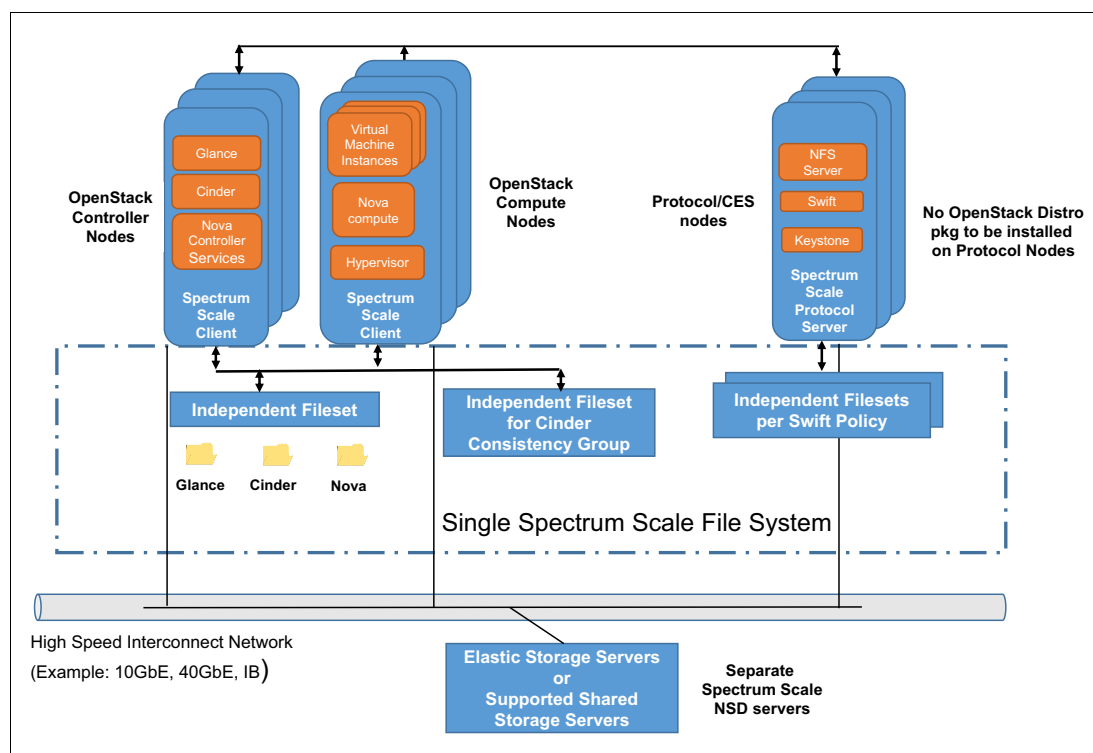 Glance
Cinder
Nova
Controller
Services
Spectrum
Scale
Client
OpenStack
Controller
Nodes
Virtual
Machine
Instances
Nova
compute
Hypervisor
Spectrum
Scale
Client
OpenStack
Compute
Nodes
Protocol/CES
nodes
NFS
Server
Swift
Keystone
Spectrum
Scale
Protocol
Server
No OpenStack Distro
pkg to be installed
on Protocol Nodes
Independent Fileset
Glance
Cinder
Nova
Independent Fileset
for Cinder
Consistency Group
Independent Filesets
per Swift Policy
Single Spectrum Scale File System
High Speed Interconnect Network
(Example: 10GbE, 40GbE, IB)
Elastic Storage Servers
or
Supported Shared
Storage Servers
Separate
Spectrum Scale
NSD servers